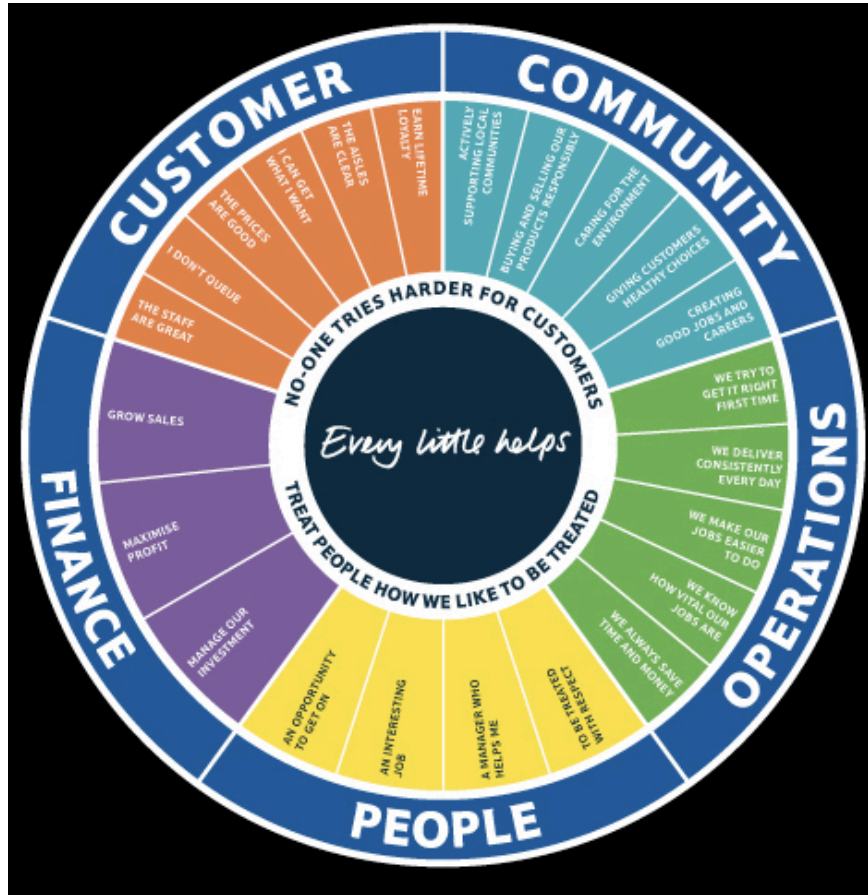 CUSTOMER
THE STAFF
ARE GREAT
I DON'T QUEUE
THE PRICES
ARE GOOD
I CAN GET
WHAT I WANT
THE AISLES
ARE CLEAR
EARN LIFETIME
LOYALTY
COMMUNITY
ACTIVELY
SUPPORTING LOCAL
COMMUNITIES
BUYING AND SELLING OUR
PRODUCTS RESPONSIBLY
CARING FOR THE
ENVIRONMENT
GIVING CUSTOMERS
HEALTHY CHOICES
CREATING
GOOD JOBS AND
CAREERS
OPERATIONS
WE TRY TO
GET IT RIGHT
FIRST TIME
WE DELIVER
CONSISTENTLY
EVERY DAY
WE MAKE OUR
JOBS EASIER
TO DO
WE KNOW
HOW VITAL OUR
JOBS ARE
WE ALWAYS SAVE
TIME AND MONEY
PEOPLE
TO BE TREATED
WITH RESPECT
A MANAGER WHO
HELPS ME
AN INTERESTING
JOB
AN OPPORTUNITY
TO GET ON
FINANCE
MANAGE OUR
INVESTMENT
MAXIMISE
PROFIT
GROW SALES
NO-ONE TRIES HARDER FOR CUSTOMERS
Every little helps
TREAT PEOPLE HOW WE LIKE TO BE TREATED